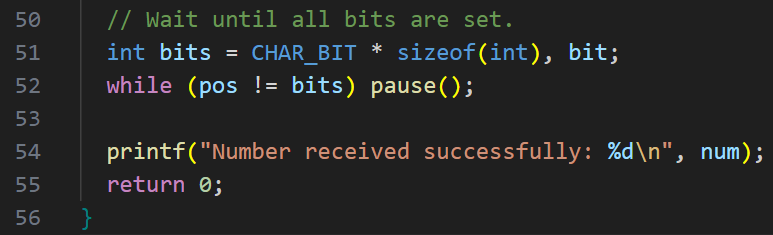 50 // Wait until all bits are set.
51 int bits = CHAR_BIT * sizeof(int), bit;
52 while (pos != bits) pause();
53
54 printf("Number received successfully: %d\n", num);
55 return 0;
56 }